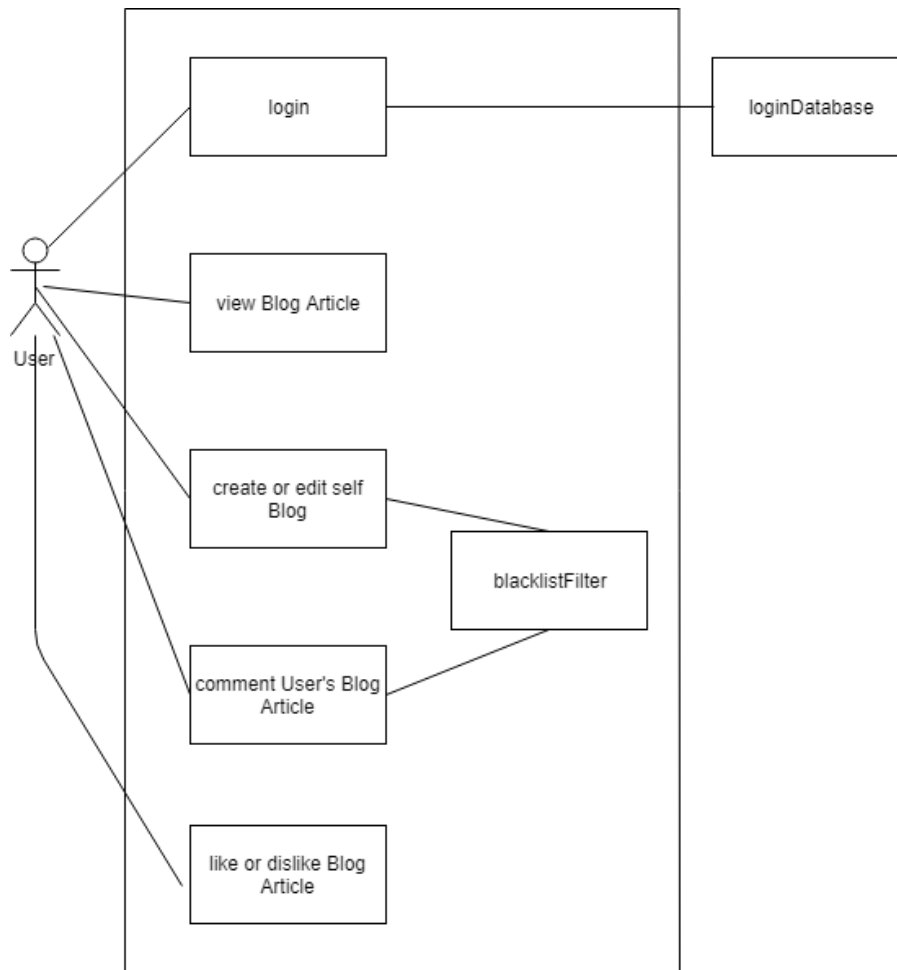 login
loginDatabase
view Blog Article
User
create or edit self
Blog
blacklistFilter
comment User's Blog
Article
like or dislike Blog
Article